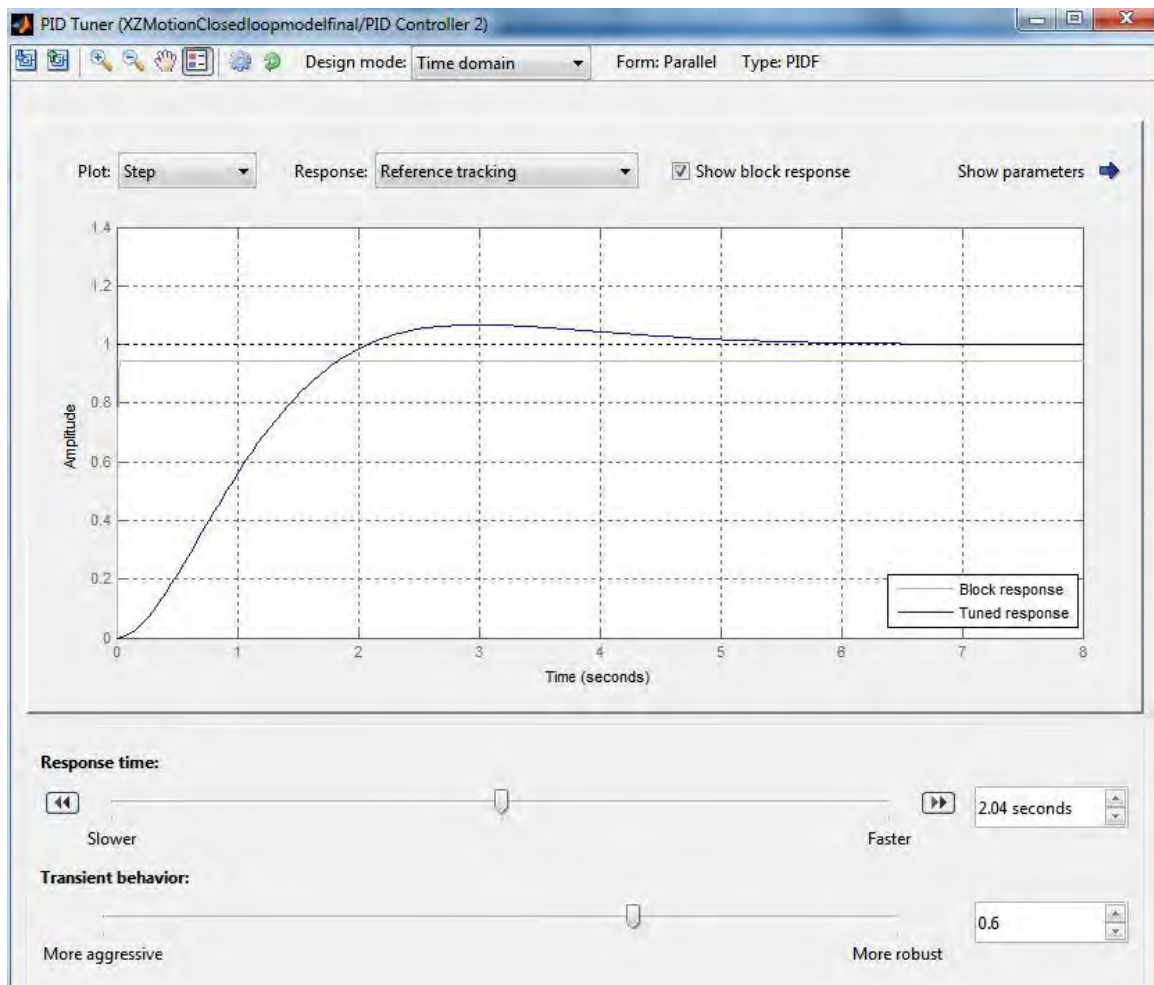 PID Tuner (XZMotionClosedloopmodelfinal/PID Controller 2)
Design mode: Time domain Form: Parallel Type: PIDF
Plot: Step Response: Reference tracking Show block response Show parameters
1.4
1.2
1
0.8
0.6
0.4
0.2
0
Amplitude
Block response
Tuned response
0 1 2 3 4 5 6 7 8
Time (seconds)
Response time:
2.04 seconds
Slower Faster
Transient behavior:
0.6
More aggressive More robust